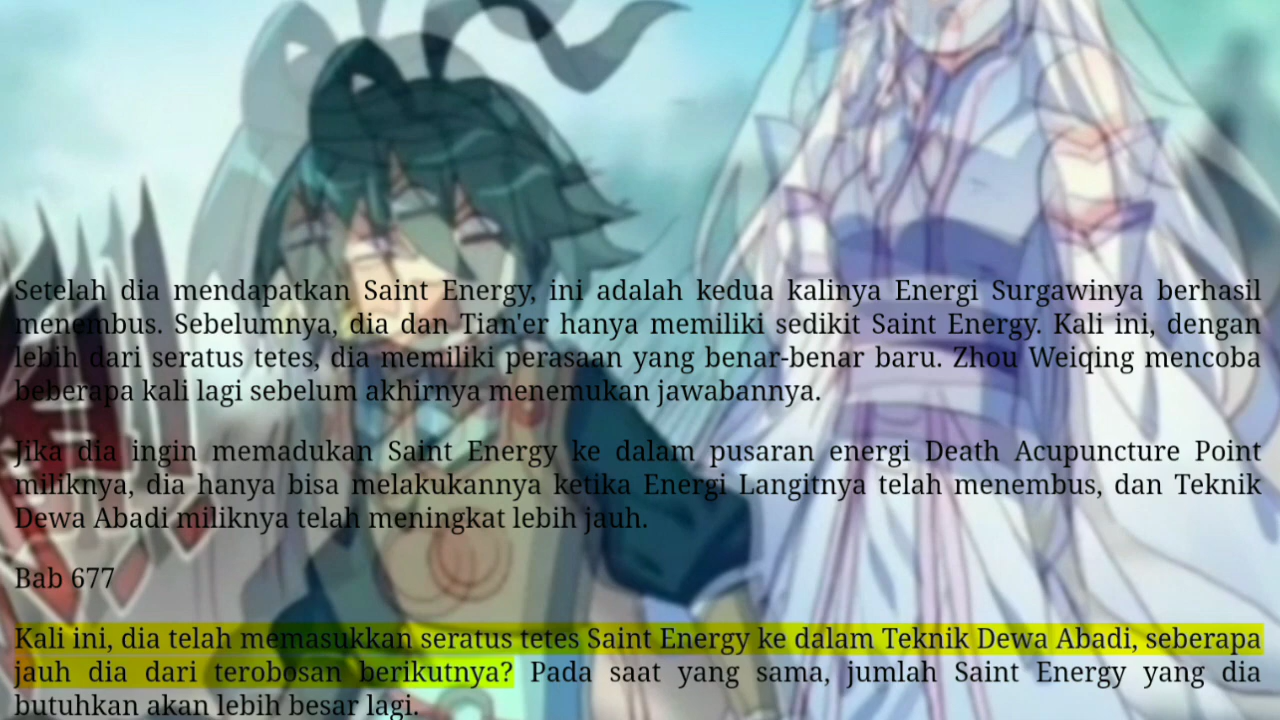 Setelah dia mendapatkan Saint Energy, ini adalah kedua kalinya Energi Surgawinya berhasil
menembus. Sebelumnya, dia dan Tian'er hanya memiliki sedikit Saint Energy. Kali ini, dengan
lebih dari seratus tetes, dia memiliki perasaan yang benar-benar baru. Zhou Weiqing mencoba
beberapa kali lagi sebelum akhirnya menemukan jawabannya.
Jika dia ingin memadukan Saint Energy ke dalam pusaran energi Death Acupuncture Point
miliknya, dia hanya bisa melakukannya ketika Energi Langitnya telah menembus, dan Teknik
Dewa Abadi miliknya telah meningkat lebih jauh.
Bab 677
Kali ini, dia telah memasukkan seratus tetes Saint Energy ke dalam Teknik Dewa Abadi, seberapa
jauh dia dari terobosan berikutnya? Pada saat yang sama, jumlah Saint Energy yang dia
butuhkan akan lebih besar lagi.